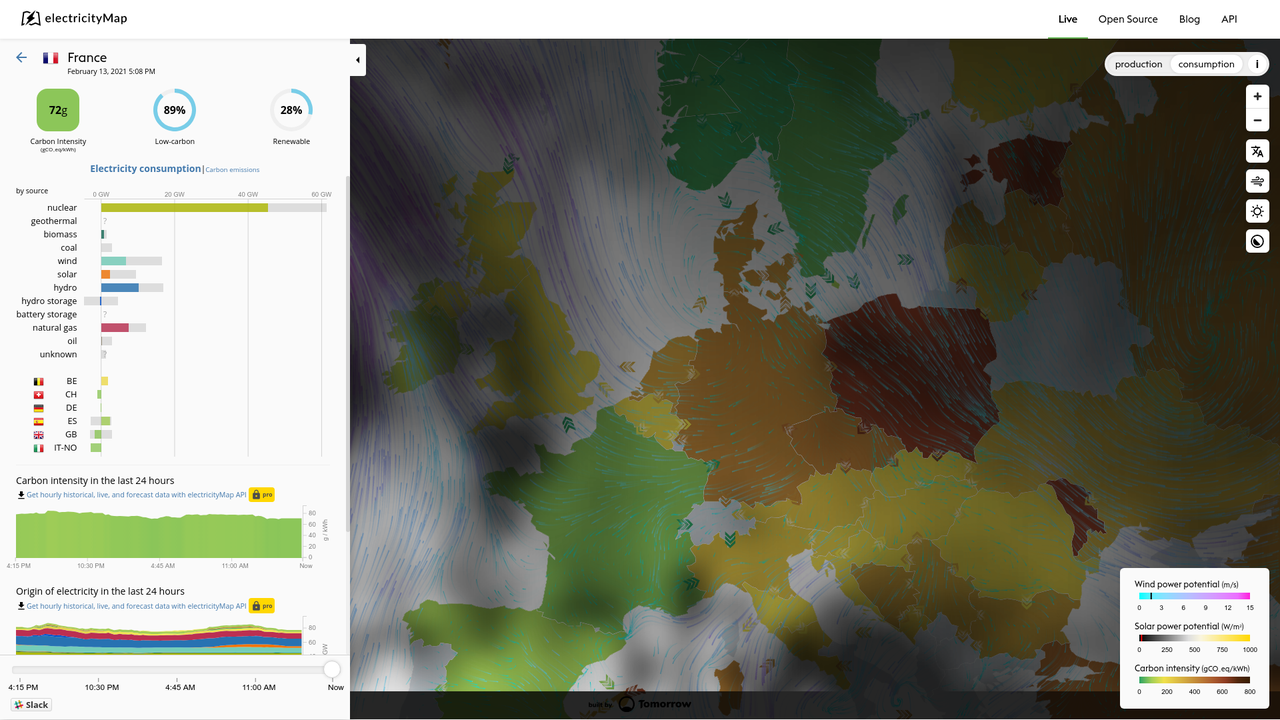 electricityMap
Live
Open Source
Blog
API
France
February 13, 2021 5:08 PM
72g
89%
28%
Carbon Intensity
(gCO₂eq/kWh)
Low-carbon
Renewable
Electricity consumption|Carbon emissions
by source
0 GW
20 GW
40 GW
60 GW
nuclear
geothermal ?
biomass
coal
wind
solar
hydro
hydro storage
battery storage ?
natural gas
oil
unknown ?
BE
CH
DE
ES
GB
IT-NO
Carbon intensity in the last 24 hours
Get hourly historical, live, and forecast data with electricityMap API pro
80
60
40
20
0
g / kWh
4:15 PM
10:30 PM
4:45 AM
11:00 AM
Now
Origin of electricity in the last 24 hours
Get hourly historical, live, and forecast data with electricityMap API pro
80
60
GW
4:15 PM
10:30 PM
4:45 AM
11:00 AM
Now
Slack
production
consumption
i
+
−
built by Tomorrow
Wind power potential (m/s)
0 3 6 9 12 15
Solar power potential (W/m²)
0 250 500 750 1000
Carbon intensity (gCO₂eq/kWh)
0 200 400 600 800